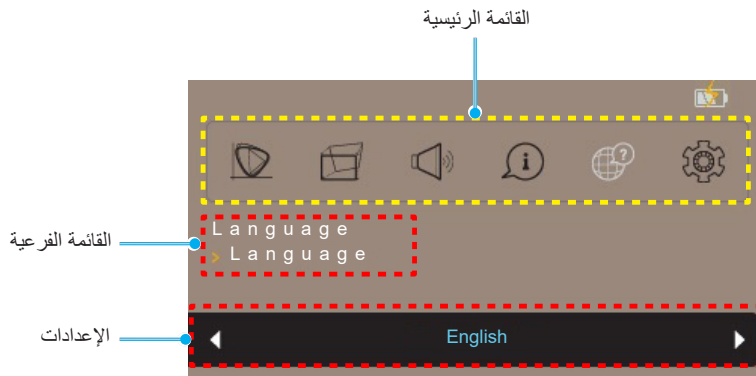 القائمة الرئيسية
Language
القائمة الفرعية
> Language
الإعدادات
English